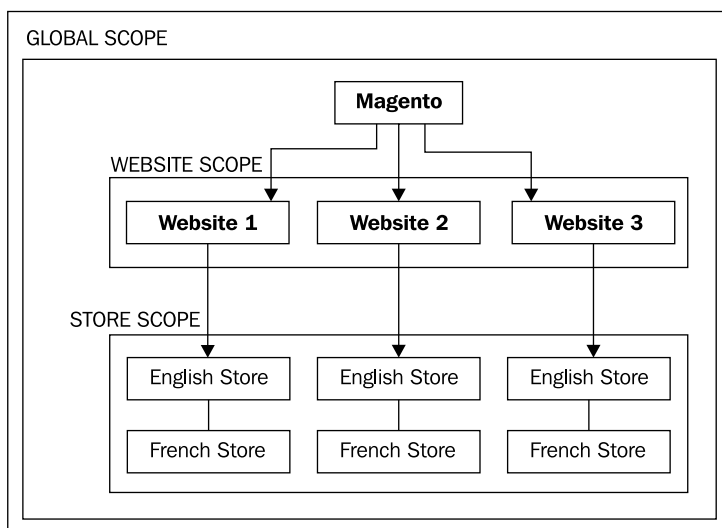 GLOBAL SCOPE
Magento
WEBSITE SCOPE
Website 1
Website 2
Website 3
STORE SCOPE
English Store
English Store
English Store
French Store
French Store
French Store